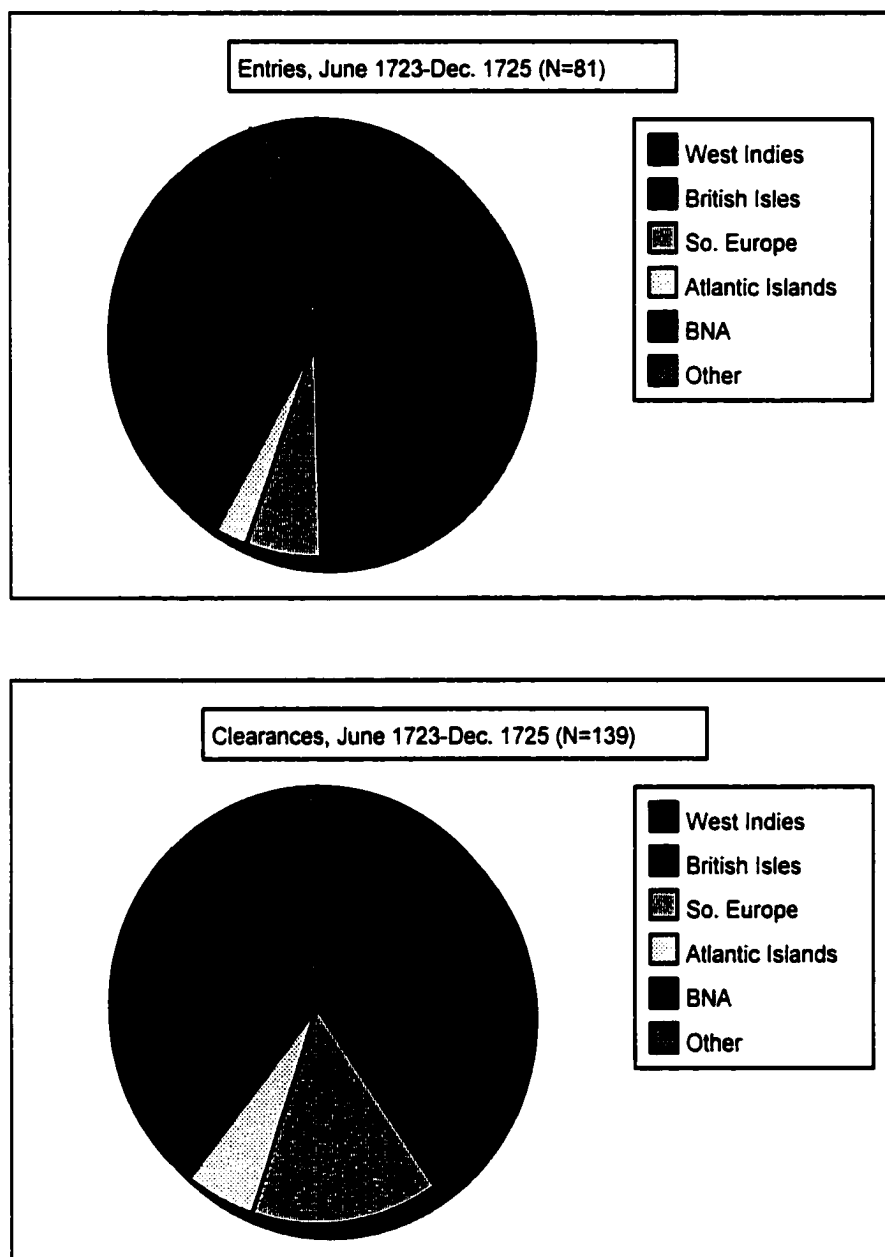 Entries, June 1723-Dec. 1725 (N=81)
West Indies
British Isles
So. Europe
Atlantic Islands
BNA
Other
Clearances, June 1723-Dec. 1725 (N=139)
West Indies
British Isles
So. Europe
Atlantic Islands
BNA
Other